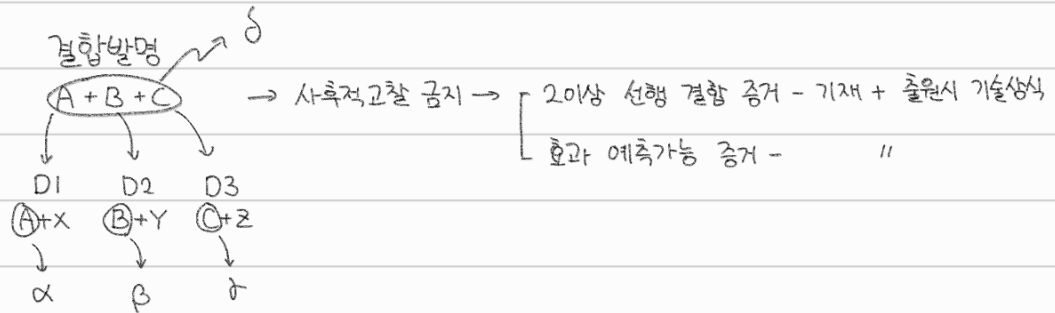 δ
결합발명
A + B + C → 사후적고찰 금지 → 2이상 선행 결합 증거 - 기재 + 출원시 기술상식
효과 예측가능 증거 - 〃
D1 D2 D3
A+X B+Y C+Z
α β γ